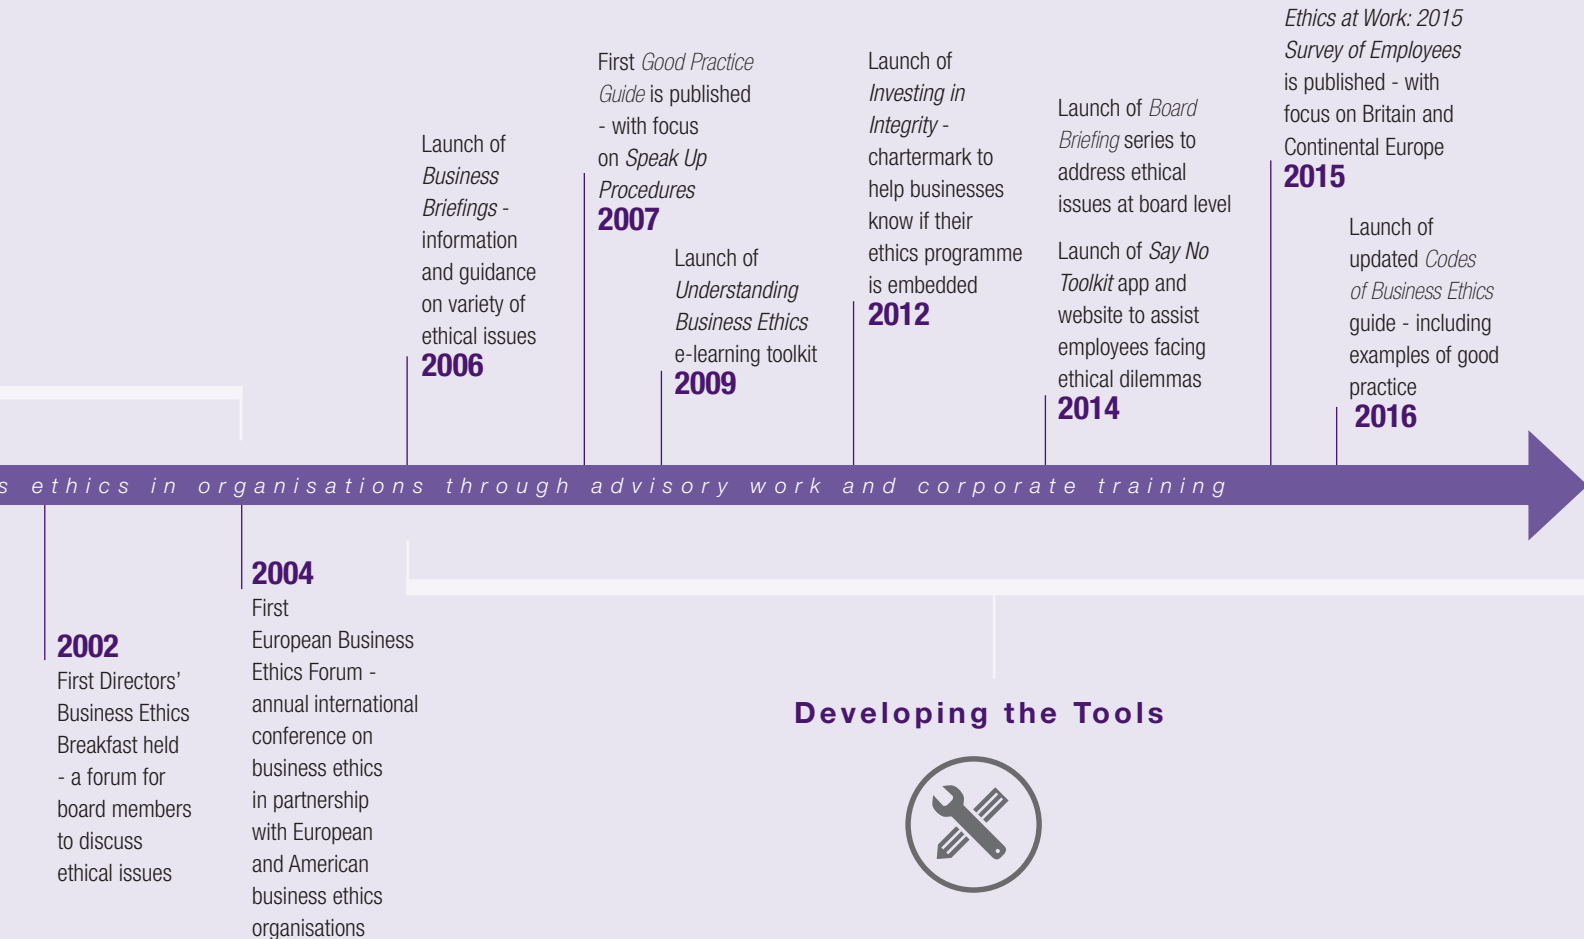 Launch of
Business
Briefings -
information
and guidance
on variety of
ethical issues
2006
First Good Practice
Guide is published
- with focus
on Speak Up
Procedures
2007
Launch of
Understanding
Business Ethics
e-learning toolkit
2009
Launch of
Investing in
Integrity -
chartermark to
help businesses
know if their
ethics programme
is embedded
2012
Launch of Board
Briefing series to
address ethical
issues at board level
Launch of Say No
Toolkit app and
website to assist
employees facing
ethical dilemmas
2014
Ethics at Work: 2015
Survey of Employees
is published - with
focus on Britain and
Continental Europe
2015
Launch of
updated Codes
of Business Ethics
guide - including
examples of good
practice
2016
s ethics in organisations through advisory work and corporate training
2002
First Directors’
Business Ethics
Breakfast held
- a forum for
board members
to discuss
ethical issues
2004
First
European Business
Ethics Forum -
annual international
conference on
business ethics
in partnership
with European
and American
business ethics
organisations
Developing the Tools